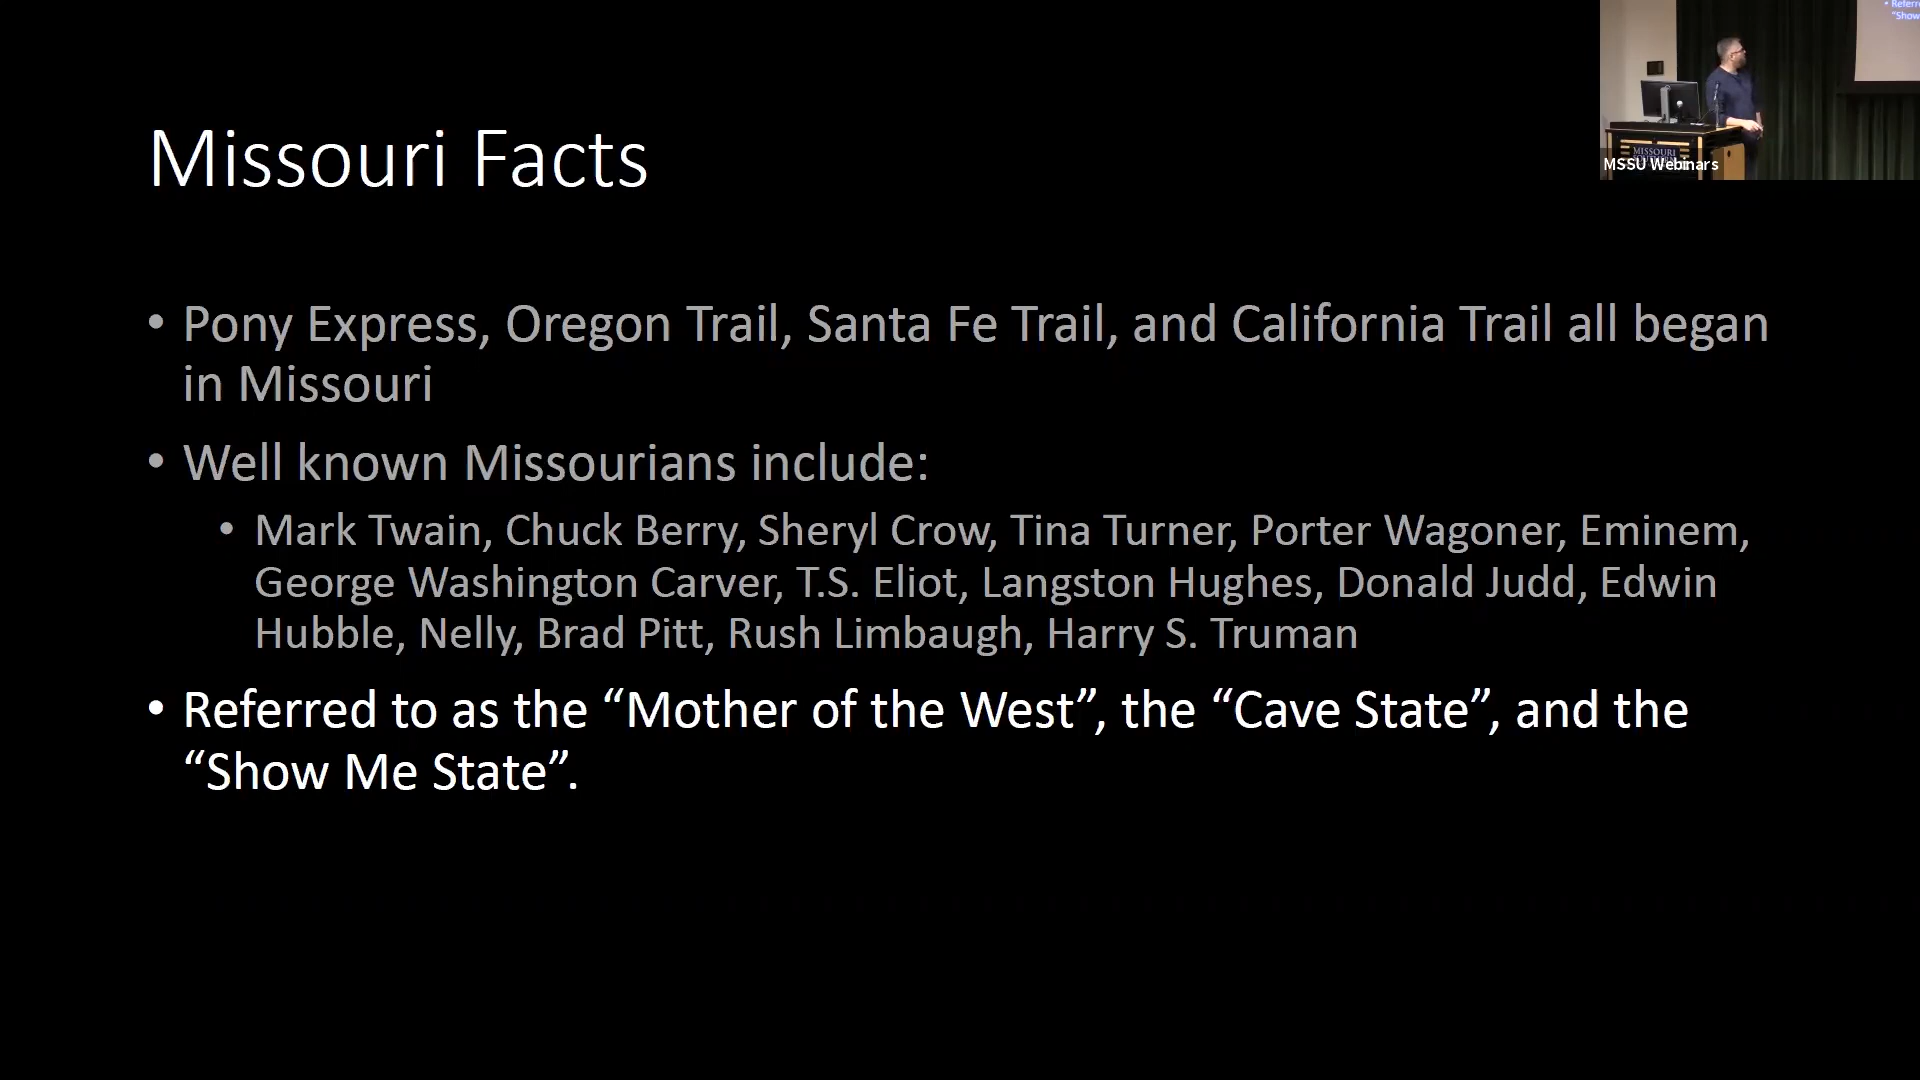 Missouri Facts
• Pony Express, Oregon Trail, Santa Fe Trail, and California Trail all began
in Missouri
• Well known Missourians include:
• Mark Twain, Chuck Berry, Sheryl Crow, Tina Turner, Porter Wagoner, Eminem,
George Washington Carver, T.S. Eliot, Langston Hughes, Donald Judd, Edwin
Hubble, Nelly, Brad Pitt, Rush Limbaugh, Harry S. Truman
• Referred to as the “Mother of the West”, the “Cave State”, and the
“Show Me State”.
• Referr
“Show
MISSOURI
MSSU Webinars